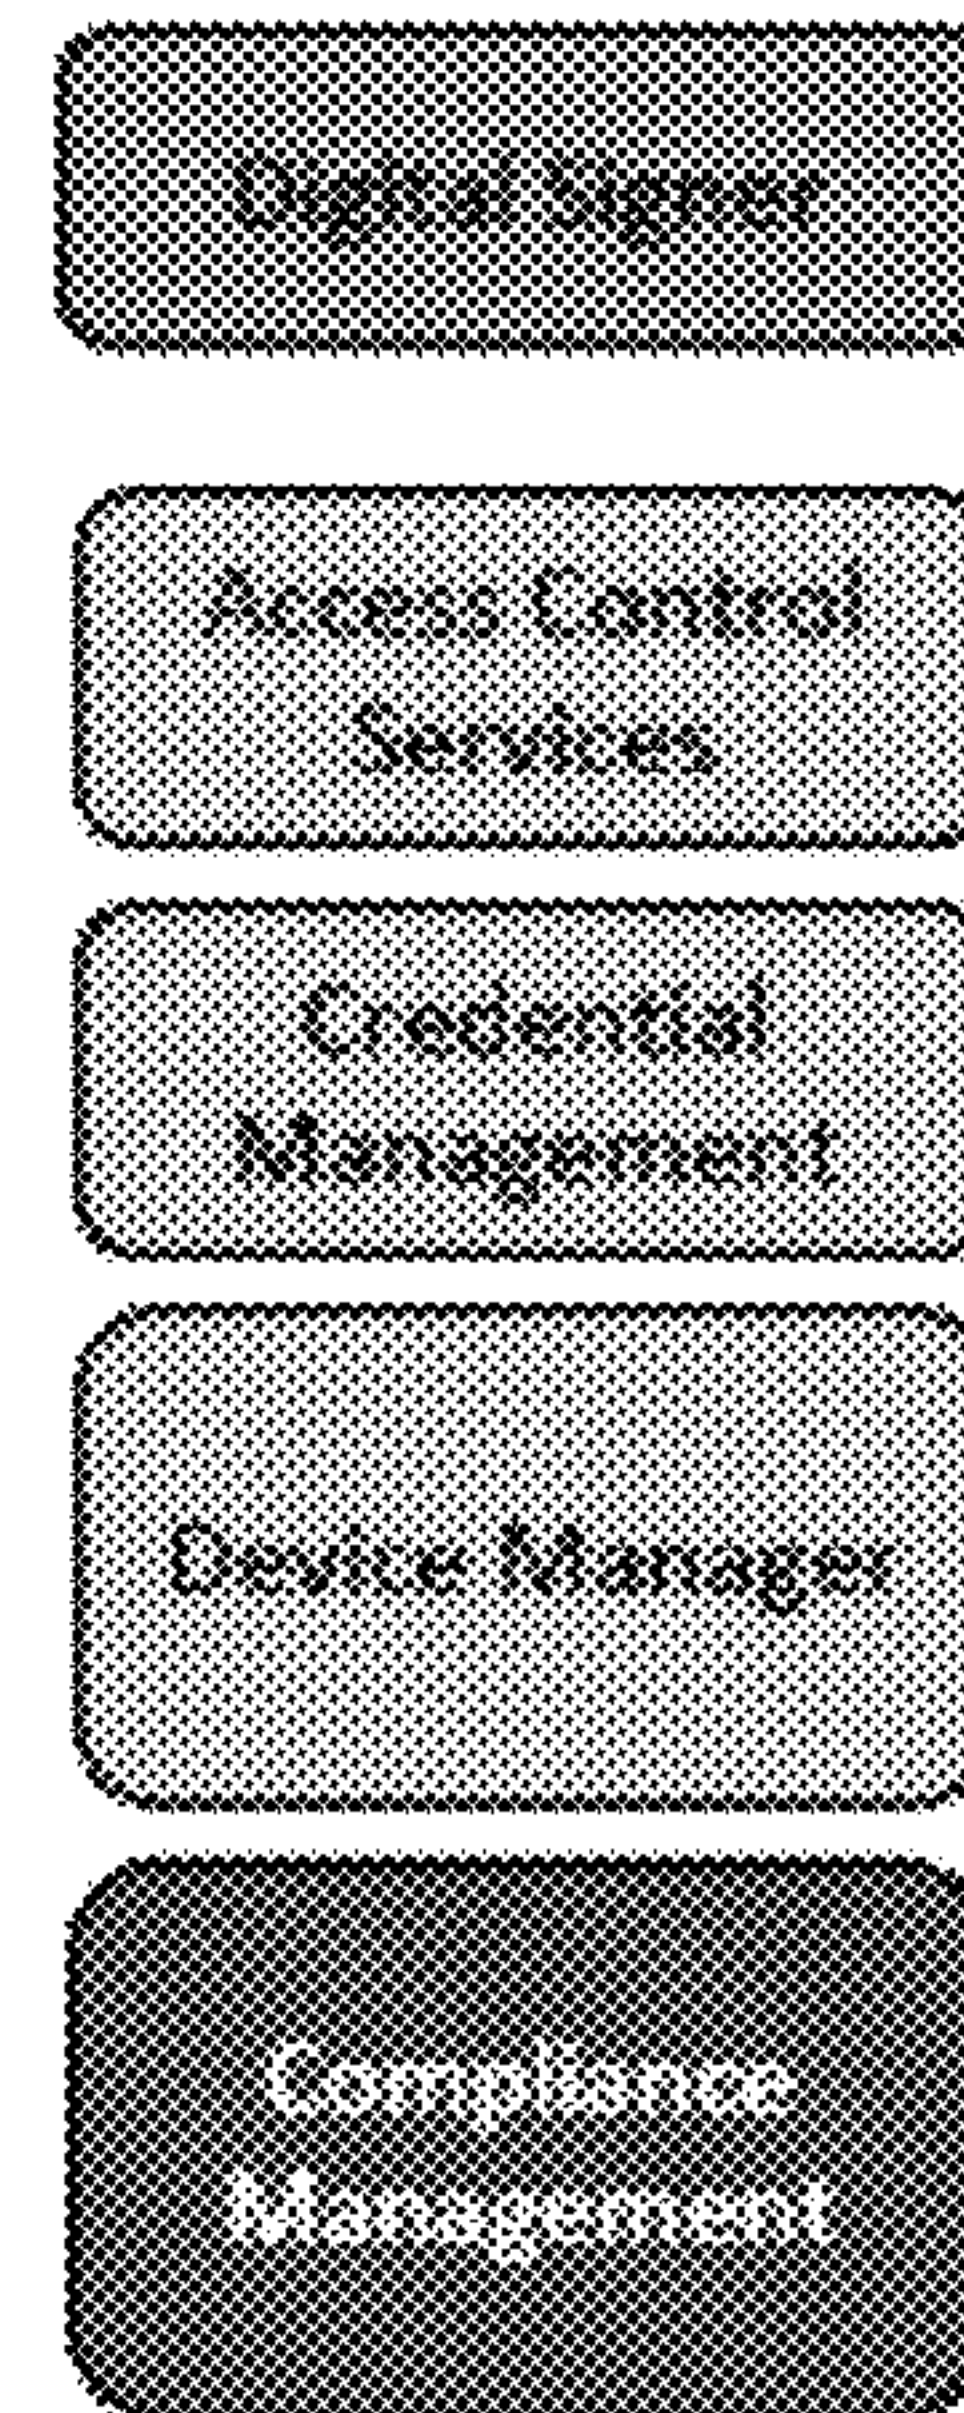 Digital Signer
Access Control
Services
Credential
Management
Device Manager
Compliance
Management